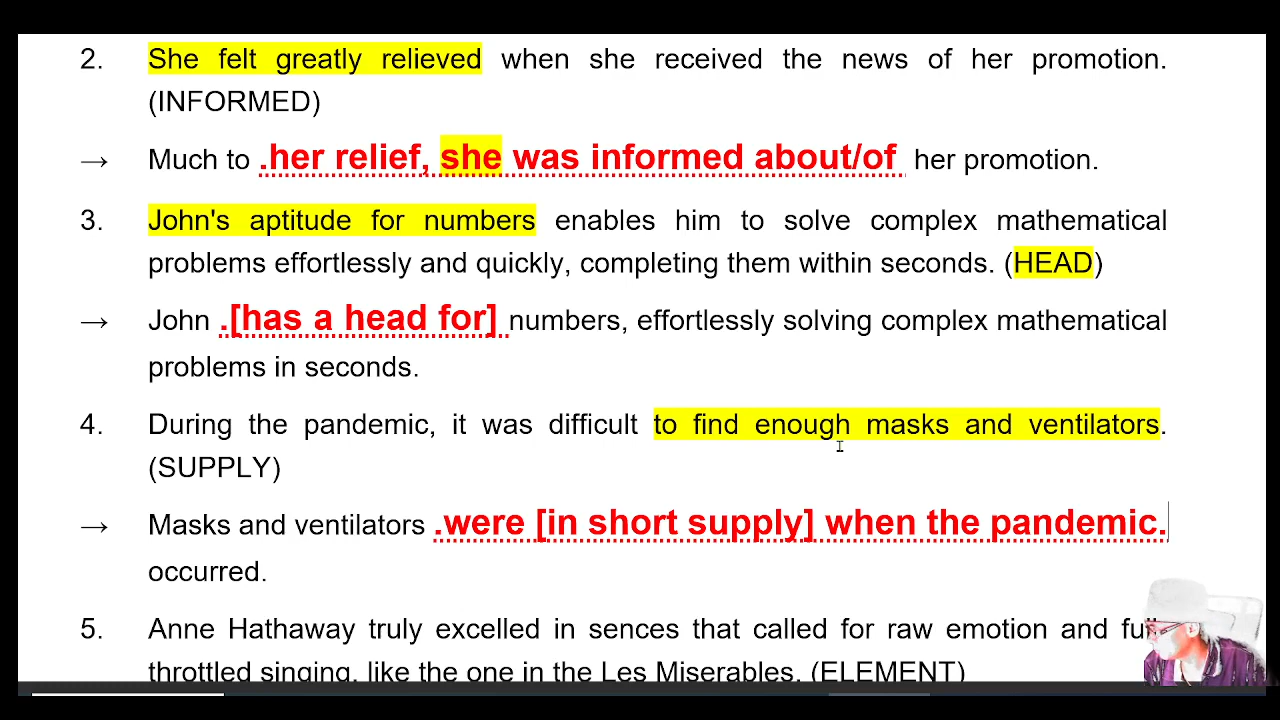 2. She felt greatly relieved when she received the news of her promotion.
(INFORMED)
→ Much to .her relief, she was informed about/of her promotion.
3. John's aptitude for numbers enables him to solve complex mathematical
problems effortlessly and quickly, completing them within seconds. (HEAD)
→ John .[has a head for] numbers, effortlessly solving complex mathematical
problems in seconds.
4. During the pandemic, it was difficult to find enough masks and ventilators.
(SUPPLY)
→ Masks and ventilators .were [in short supply] when the pandemic.
occurred.
5. Anne Hathaway truly excelled in sences that called for raw emotion and
throttled singing, like the one in the Les Miserables. (ELEMENT)